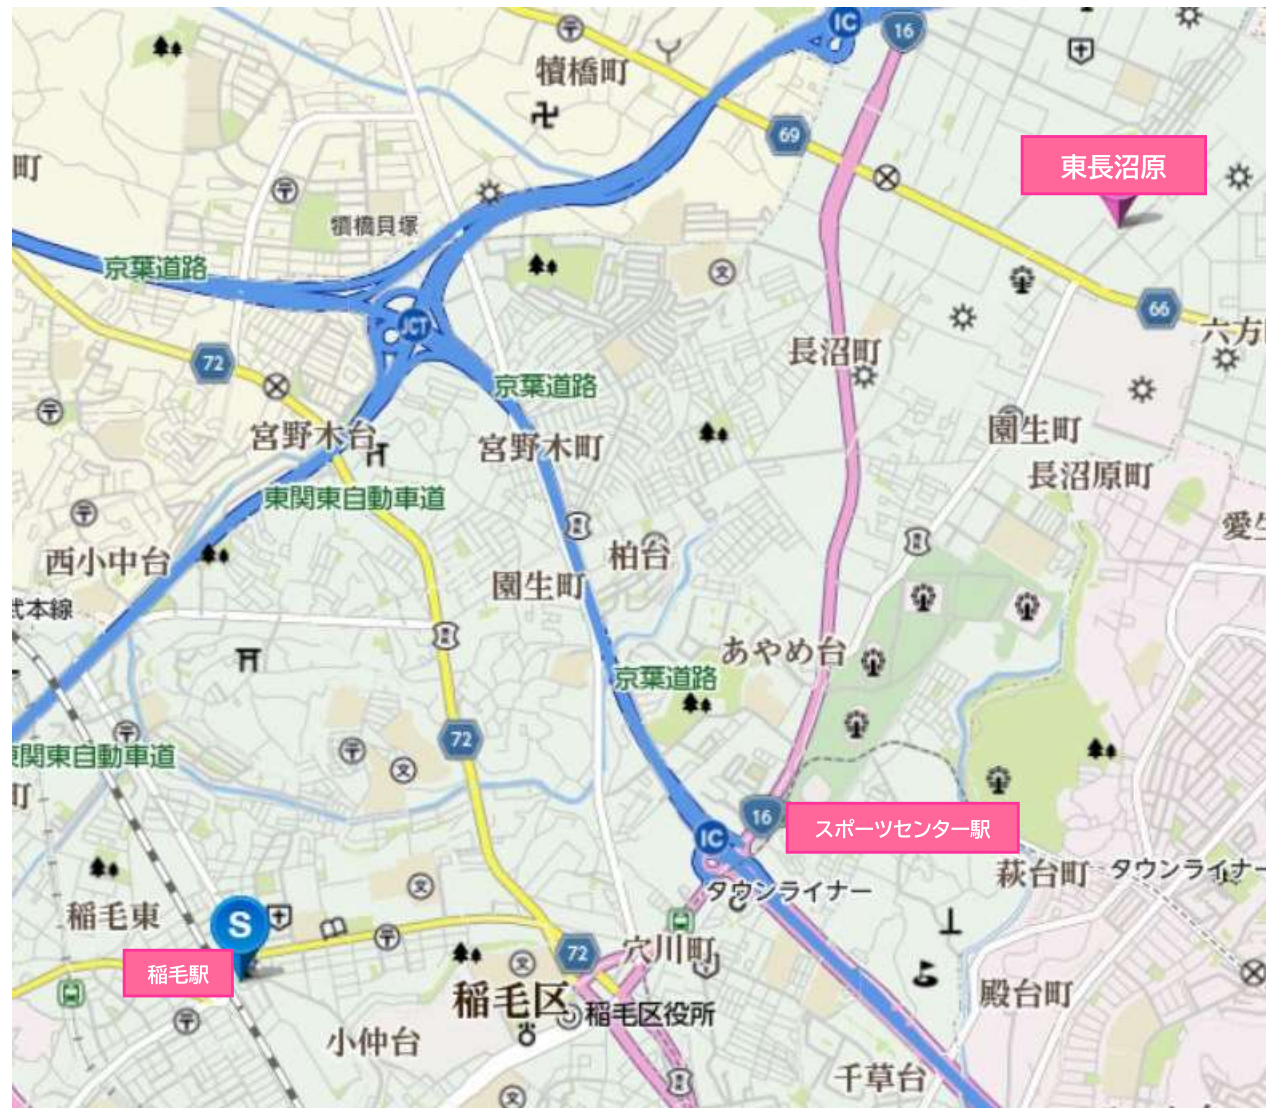 IC
16
犢橋町
69
東長沼原
町
犢橋貝塚
京葉道路
JCT
66
六方
長沼町
72
京葉道路
宮野木台
宮野木町
園生町
長沼原町
東関東自動車道
愛生
西小中台
柏台
園生町
武本線
あやめ台
京葉道路
72
東関東自動車道
町
16
スポーツセンター駅
IC
タウンライナー
萩台町
タウンライナー
稲毛東
S
72
穴川町
稲毛駅
稲毛区
殿台町
稲毛区役所
小仲台
千草台